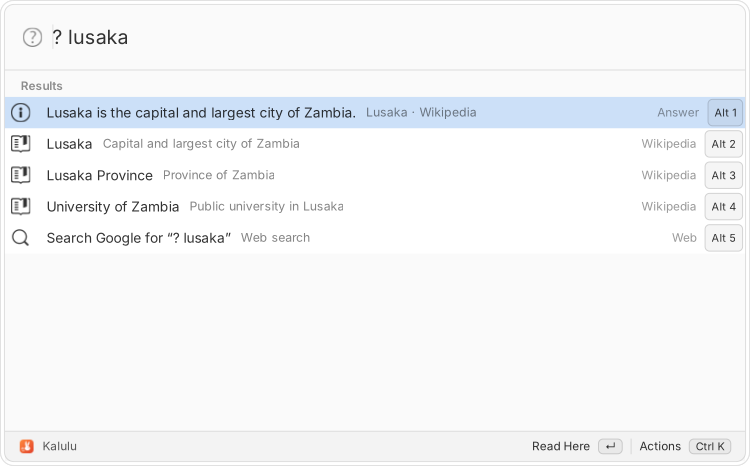 ? lusaka
Results
Lusaka is the capital and largest city of Zambia. Lusaka · Wikipedia Answer Alt 1
Lusaka Capital and largest city of Zambia Wikipedia Alt 2
Lusaka Province Province of Zambia Wikipedia Alt 3
University of Zambia Public university in Lusaka Wikipedia Alt 4
Search Google for “? lusaka” Web search Web Alt 5
Kalulu Read Here ↵ Actions Ctrl K